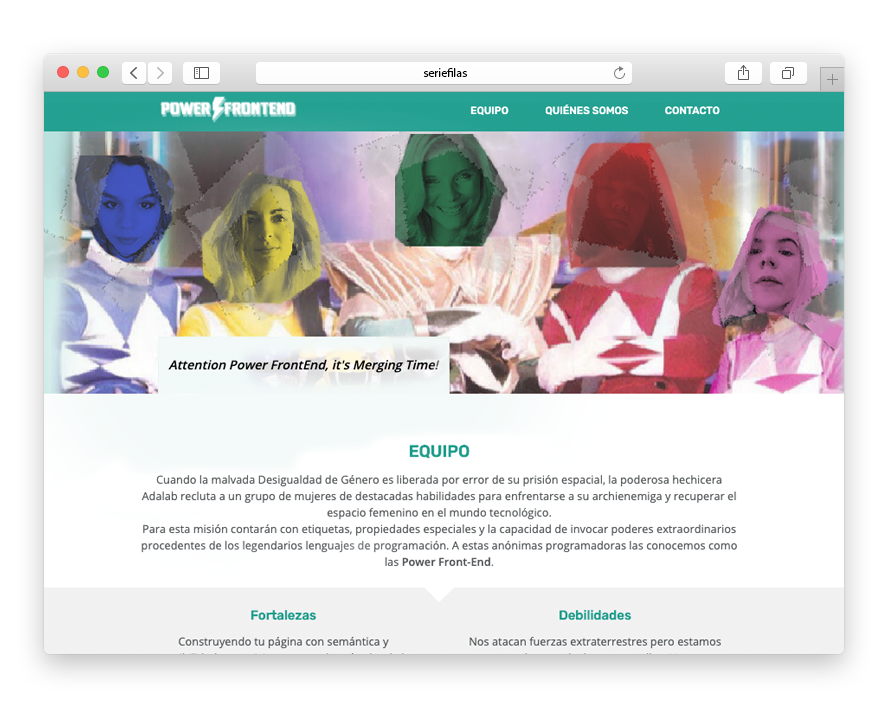 seriefilas
POWER FRONTEND
EQUIPO QUIÉNES SOMOS CONTACTO
Attention Power FrontEnd, it's Merging Time!
EQUIPO
Cuando la malvada Desigualdad de Género es liberada por error de su prisión espacial, la poderosa hechicera
Adalab recluta a un grupo de mujeres de destacadas habilidades para enfrentarse a su archienemiga y recuperar el
espacio femenino en el mundo tecnológico.
Para esta misión contarán con etiquetas, propiedades especiales y la capacidad de invocar poderes extraordinarios
procedentes de los legendarios lenguajes de programación. A estas anónimas programadoras las conocemos como
las Power Front-End.
Fortalezas
Construyendo tu página con semántica y
Debilidades
Nos atacan fuerzas extraterrestres pero estamos